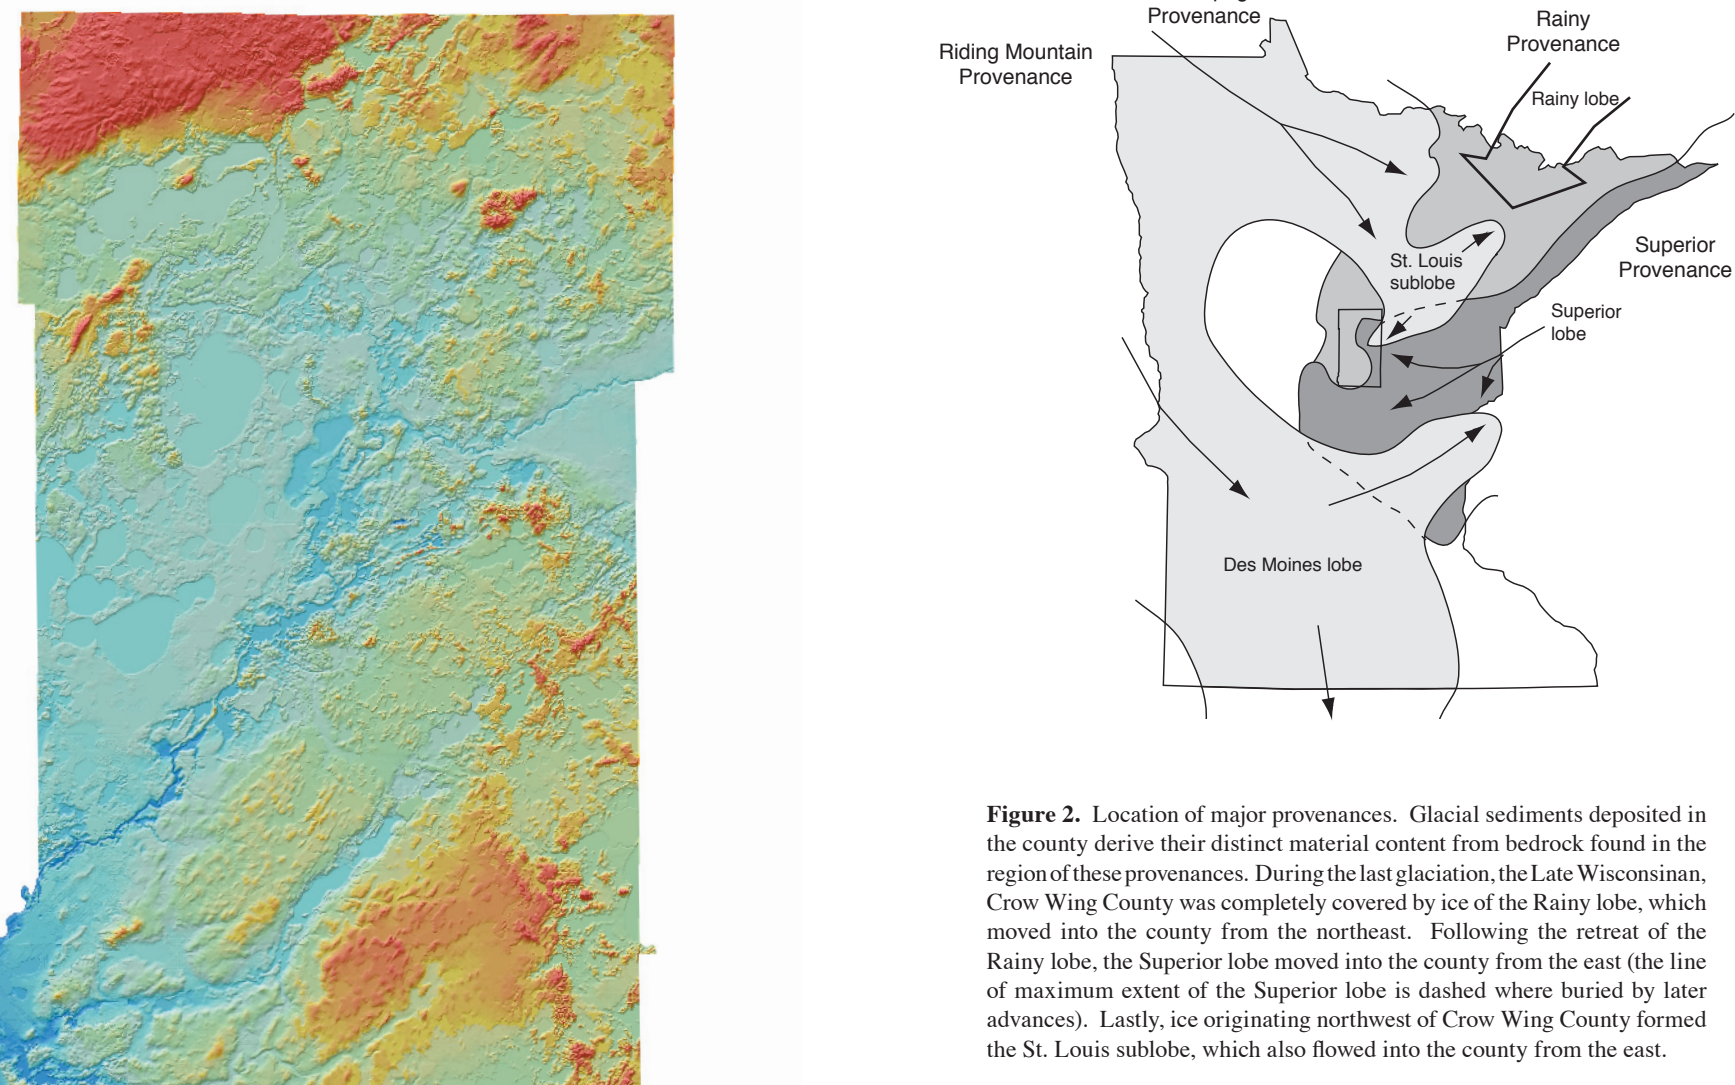 Provenance
Rainy
Provenance
Riding Mountain
Provenance
Rainy lobe
Superior
Provenance
St. Louis
sublobe
Superior
lobe
Des Moines lobe
Figure 2. Location of major provenances. Glacial sediments deposited in
the county derive their distinct material content from bedrock found in the
region of these provenances. During the last glaciation, the Late Wisconsinan,
Crow Wing County was completely covered by ice of the Rainy lobe, which
moved into the county from the northeast. Following the retreat of the
Rainy lobe, the Superior lobe moved into the county from the east (the line
of maximum extent of the Superior lobe is dashed where buried by later
advances). Lastly, ice originating northwest of Crow Wing County formed
the St. Louis sublobe, which also flowed into the county from the east.